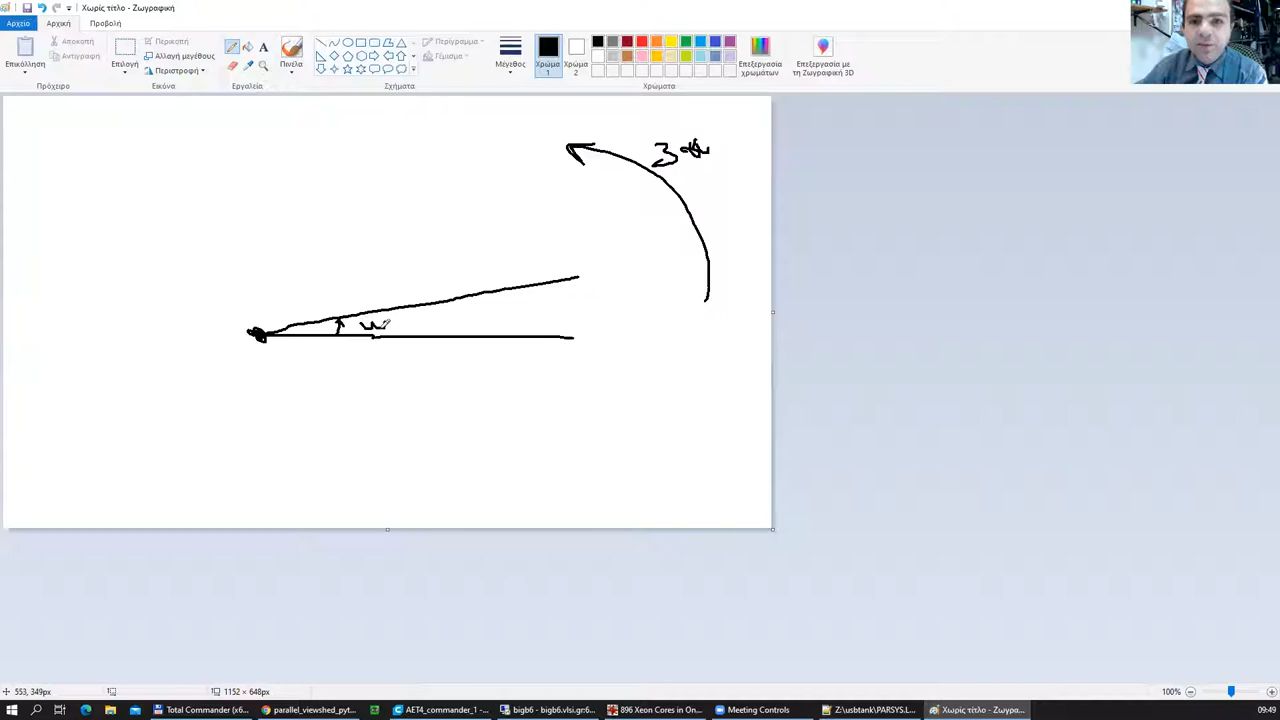 Χωρίς τίτλο - Ζωγραφική
Αρχείο Αρχική Προβολή
Επικόλληση
Αποκοπή
Αντιγραφή
Πρόχειρο
Επιλογή
Περικοπή
Αλλαγή μεγέθους
Περιστροφή
Εικόνα
A
Εργαλεία
Πινέλα
Περίγραμμα
Γέμισμα
Σχήματα
Μέγεθος
Χρώμα 1
Χρώμα 2
Επεξεργασία χρωμάτων
Χρώματα
Επεξεργασία με τη Ζωγραφική 3D
w
553, 349px
1152 × 648px
100%
Total Commander (x6...
parallel_viewshed_pyt...
AET4_commander_1 - ...
bigb6 - bigb6.vlsi.gr:6...
896 Xeon Cores in On...
Meeting Controls
Z:\usbtank\PARSYS.L...
Χωρίς τίτλο - Ζωγρα...
09:49